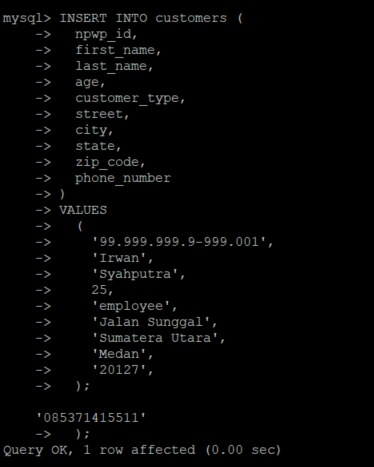 mysql> INSERT INTO customers (
    ->   npwp_id,
    ->   first_name,
    ->   last_name,
    ->   age,
    ->   customer_type,
    ->   street,
    ->   city,
    ->   state,
    ->   zip_code,
    ->   phone_number
    -> )
    -> VALUES
    ->   (
    ->     '99.999.999.9-999.001',
    ->     'Irwan',
    ->     'Syahputra',
    ->     25,
    ->     'employee',
    ->     'Jalan Sunggal',
    ->     'Sumatera Utara',
    ->     'Medan',
    ->     '20127',
    ->   );
    '085371415511'
    ->   );
Query OK, 1 row affected (0.00 sec)